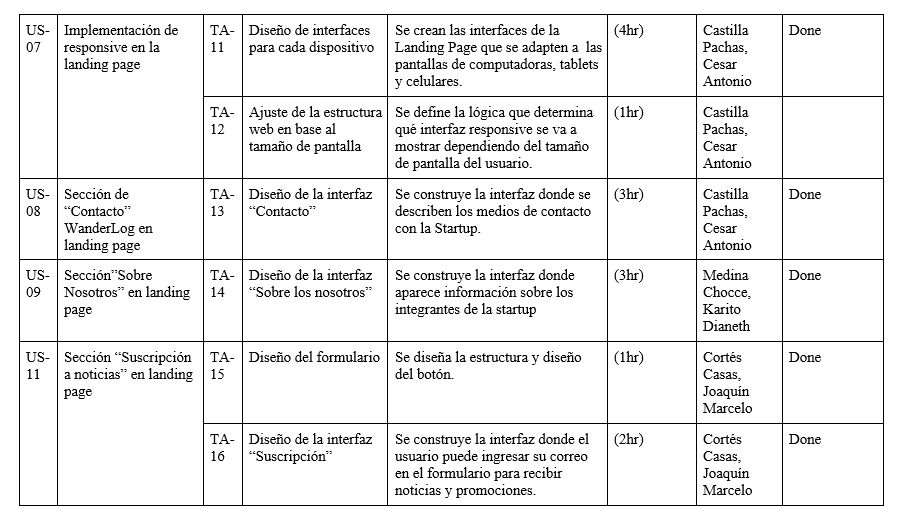 US-
07
Implementación de
responsive en la
landing page
TA-
11
Diseño de interfaces
para cada dispositivo
Se crean las interfaces de la
Landing Page que se adapten a las
pantallas de computadoras, tablets
y celulares.
(4hr)
Castilla
Pachas,
Cesar
Antonio
Done
TA-
12
Ajuste de la estructura
web en base al
tamaño de pantalla
Se define la lógica que determina
qué interfaz responsive se va a
mostrar dependiendo del tamaño
de pantalla del usuario.
(1hr)
Castilla
Pachas,
Cesar
Antonio
US-
08
Sección de
“Contacto”
WanderLog en
landing page
TA-
13
Diseño de la interfaz
“Contacto”
Se construye la interfaz donde se
describen los medios de contacto
con la Startup.
(3hr)
Castilla
Pachas,
Cesar
Antonio
Done
US-
09
Sección”Sobre
Nosotros” en landing
page
TA-
14
Diseño de la interfaz
“Sobre los nosotros”
Se construye la interfaz donde
aparece información sobre los
integrantes de la startup
(3hr)
Medina
Chocce,
Karito
Dianeth
Done
US-
11
Sección “Suscripción
a noticias” en landing
page
TA-
15
Diseño del formulario
Se diseña la estructura y diseño
del botón.
(1hr)
Cortés
Casas,
Joaquín
Marcelo
Done
TA-
16
Diseño de la interfaz
“Suscripción”
Se construye la interfaz donde el
usuario puede ingresar su correo
en el formulario para recibir
noticias y promociones.
(2hr)
Cortés
Casas,
Joaquín
Marcelo
Done